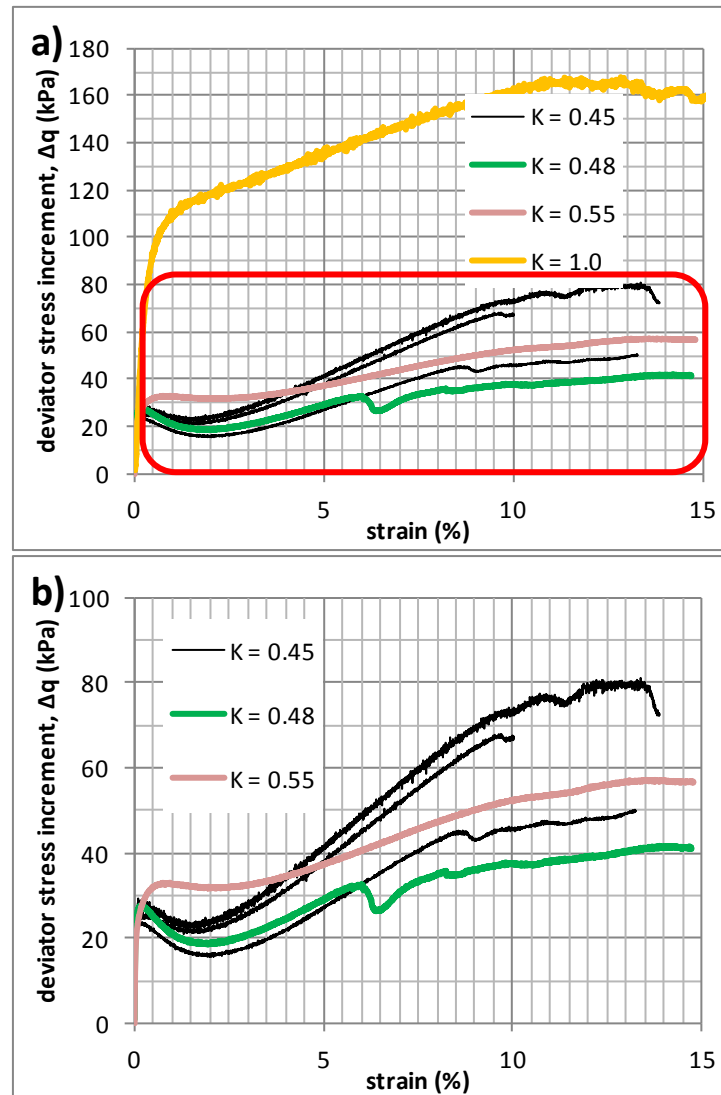 a)
deviator stress increment, Δq (kPa)
180
160
140
120
100
80
60
40
20
0
K = 0.45
K = 0.48
K = 0.55
K = 1.0
0 5 10 15
strain (%)
b)
deviator stress increment, Δq (kPa)
100
80
60
40
20
0
K = 0.45
K = 0.48
K = 0.55
0 5 10 15
strain (%)